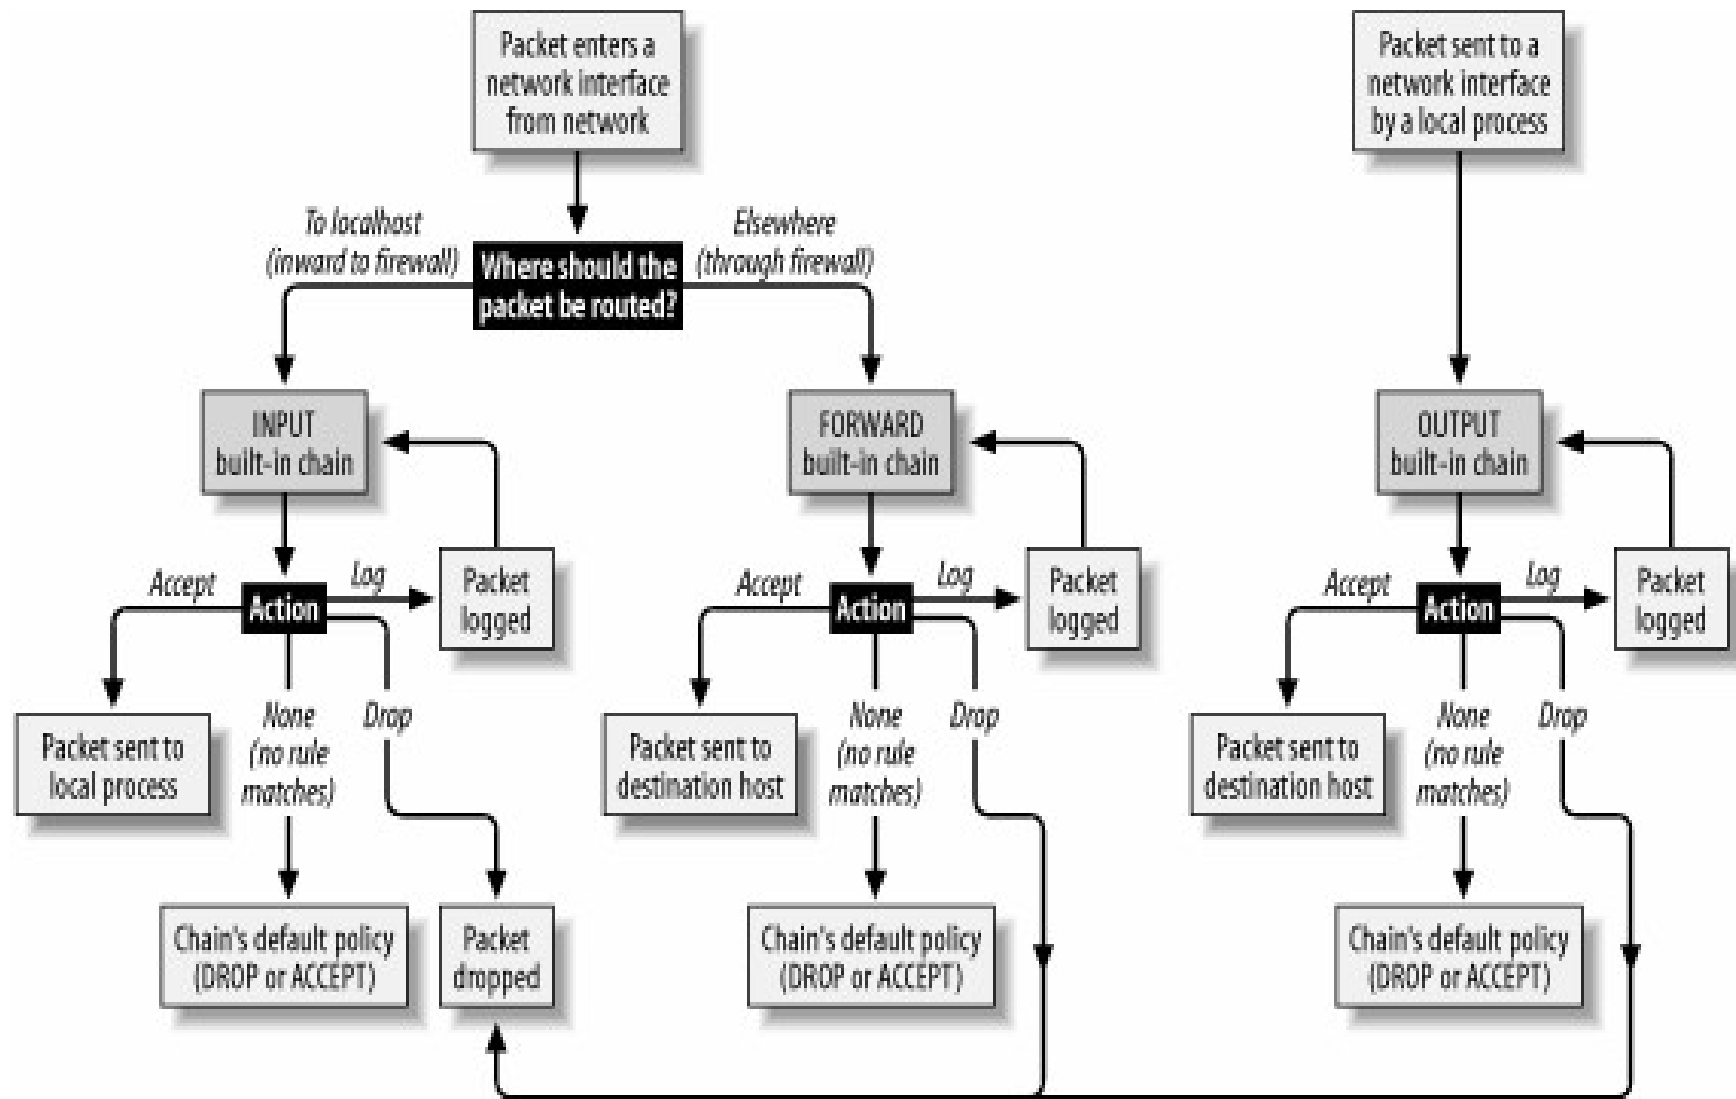 Packet enters a
network interface
from network
Packet sent to a
network interface
by a local process
To localhost
(inward to firewall)
Where should the
packet be routed?
Elsewhere
(through firewall)
INPUT
built-in chain
FORWARD
built-in chain
OUTPUT
built-in chain
Accept
Action
Log
Packet
logged
Accept
Action
Log
Packet
logged
Accept
Action
Log
Packet
logged
Packet sent to
local process
None
(no rule
matches)
Drop
Packet sent to
destination host
None
(no rule
matches)
Drop
Packet sent to
destination host
None
(no rule
matches)
Drop
Chain's default policy
(DROP or ACCEPT)
Packet
dropped
Chain's default policy
(DROP or ACCEPT)
Chain's default policy
(DROP or ACCEPT)